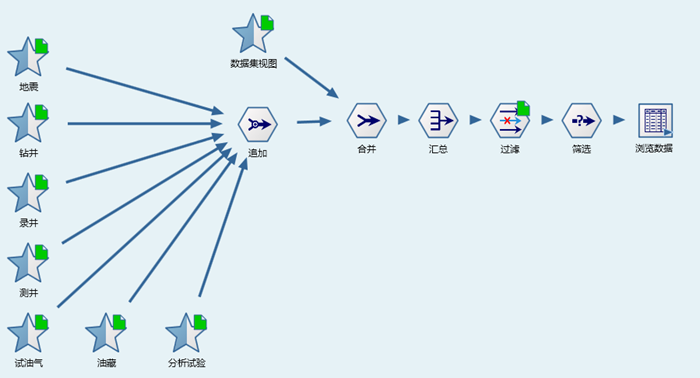 数据集视图
地震
钻井
追加
合并
汇总
过滤
筛选
浏览数据
录井
测井
试油气
油藏
分析试验